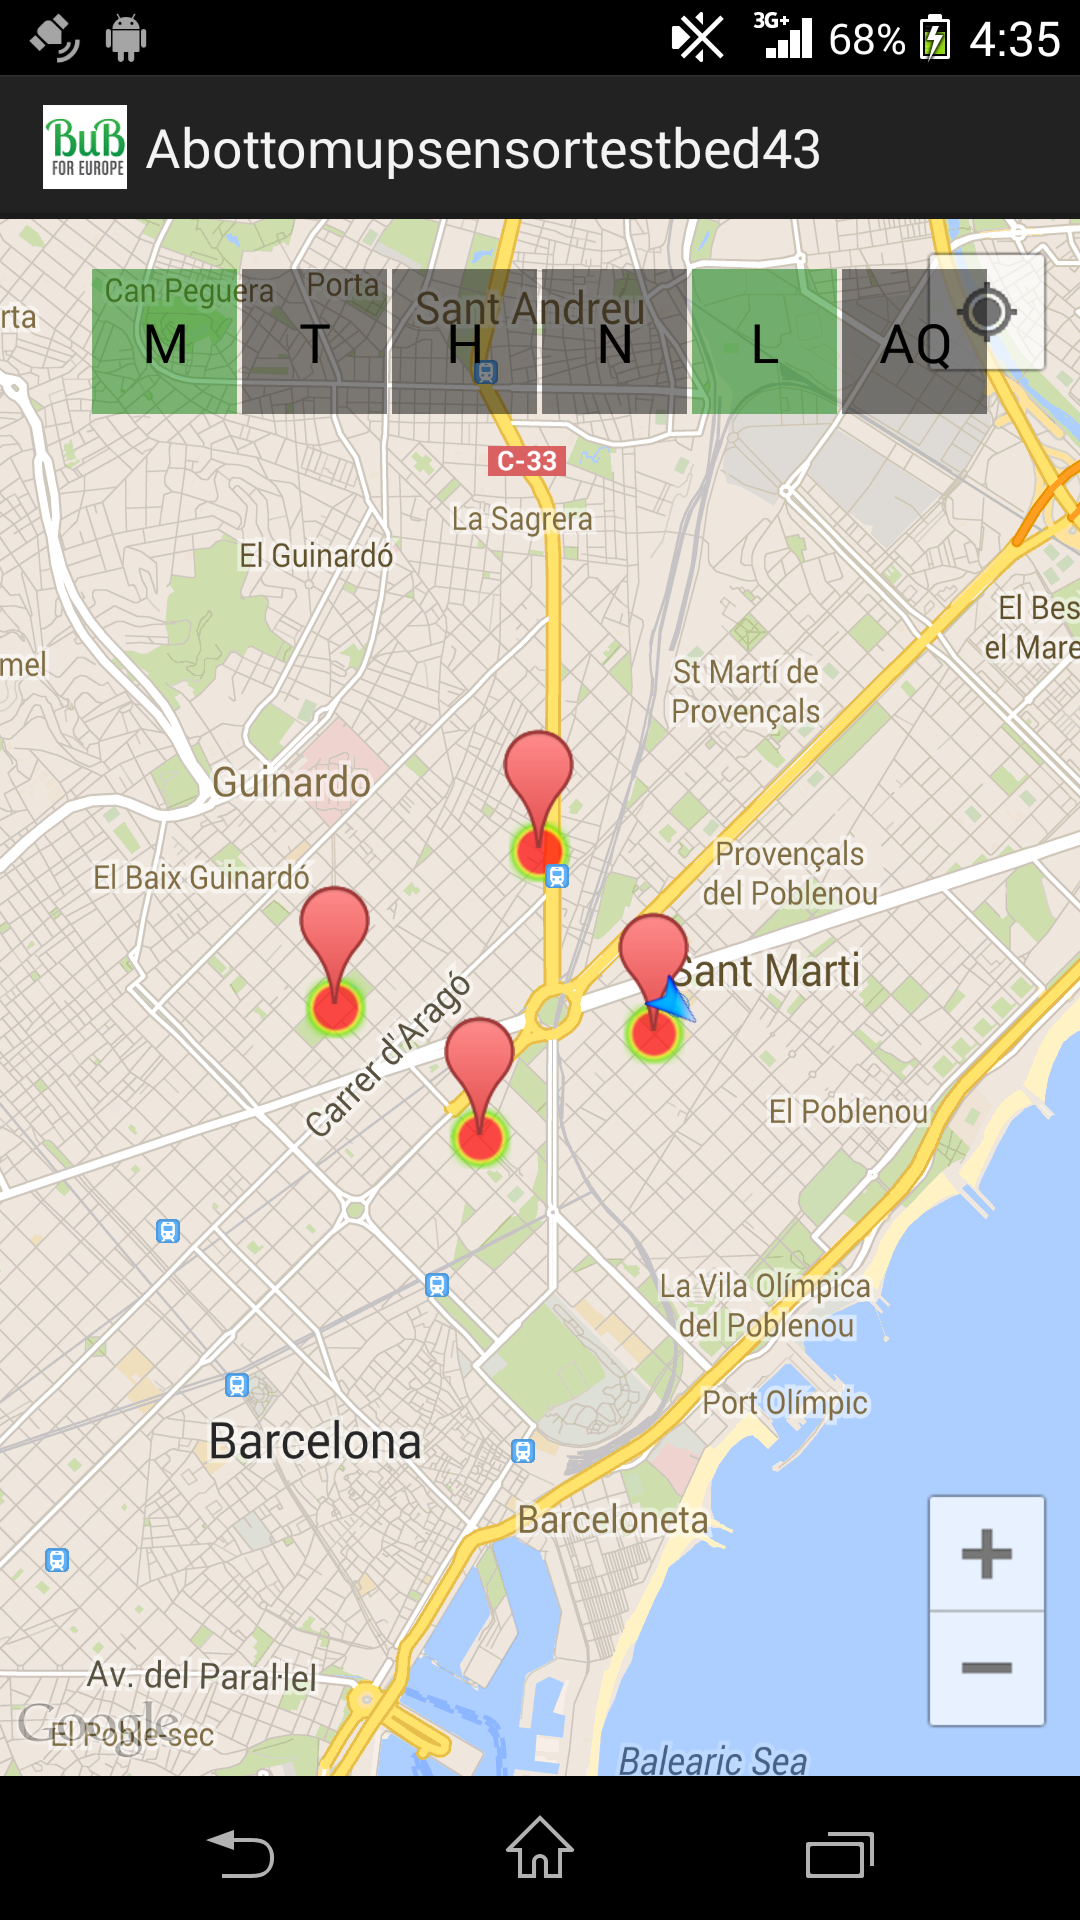 3G+
68%
4:35
BuB
FOR EUROPE
Abottomupsensortestbed43
Can Peguera
Porta
Sant Andreu
rta
M
T
H
N
L
AQ
C-33
La Sagrera
El Guinardó
El Bes
el Mare
mel
St Martí de
Provençals
Guinardo
Provençals
del Poblenou
El Baix Guinardó
Sant Marti
Carrer d'Aragó
El Poblenou
La Vila Olímpica
del Poblenou
Port Olímpic
Barcelona
Barceloneta
Av. del Paral·lel
Google
El Poble-sec
Balearic Sea